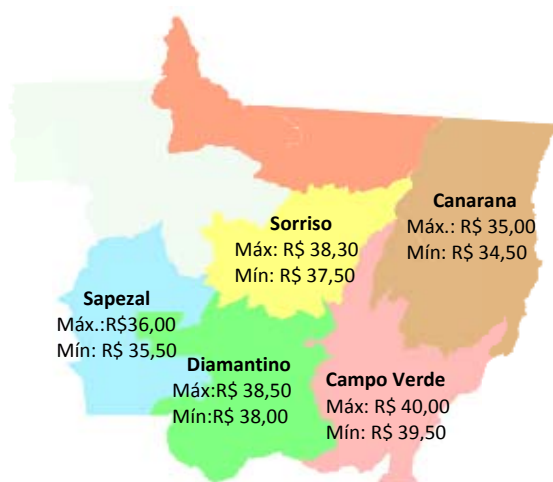 Canarana
Máx.: R$ 35,00
Mín: R$ 34,50
Sorriso
Máx: R$ 38,30
Mín: R$ 37,50
Sapezal
Máx.:R$36,00
Mín: R$ 35,50
Diamantino
Máx:R$ 38,50
Mín:R$ 38,00
Campo Verde
Máx: R$ 40,00
Mín: R$ 39,50